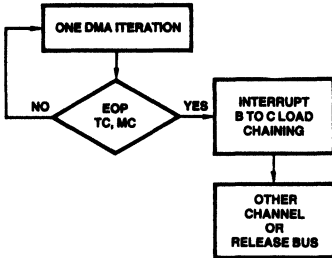 ONE DMA ITERATION
NO
EOP
TC, MC
YES
INTERRUPT
B TO C LOAD
CHAINING
OTHER
CHANNEL
OR
RELEASE BUS